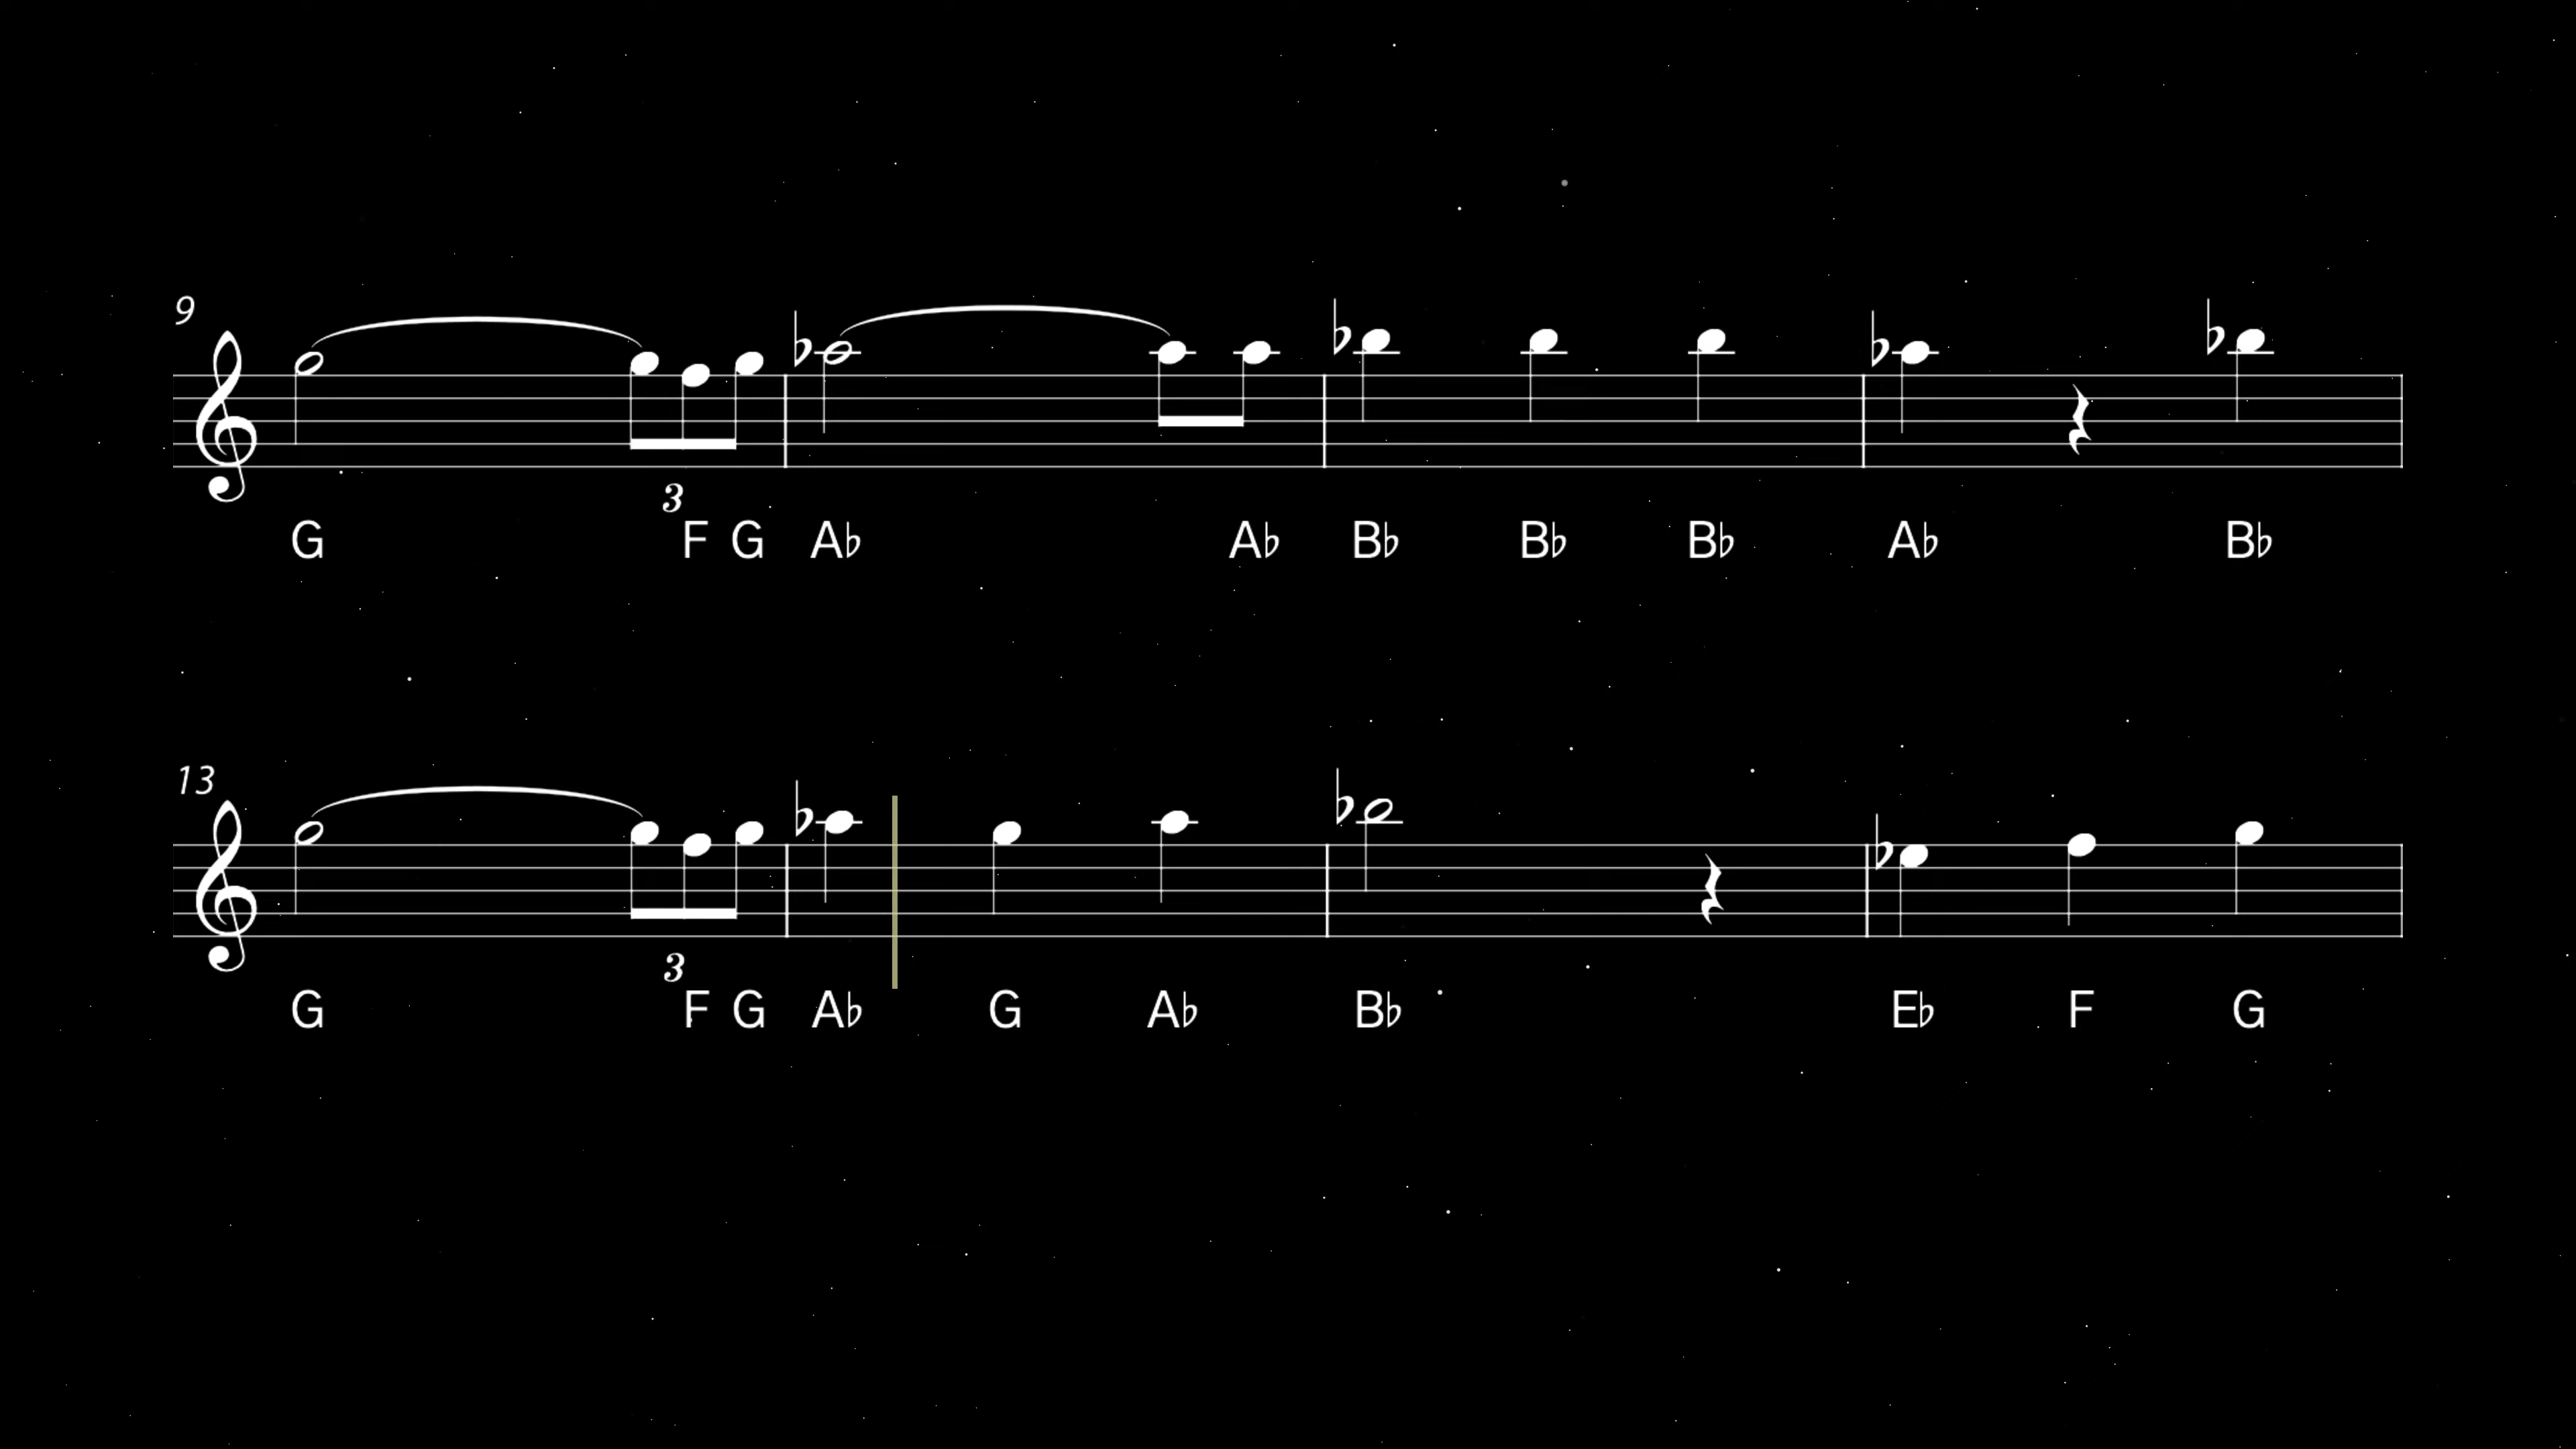 9
3
G F G A♭ A♭ B♭ B♭ B♭ A♭ B♭
13
3
G F G A♭ G A♭ B♭ E♭ F G